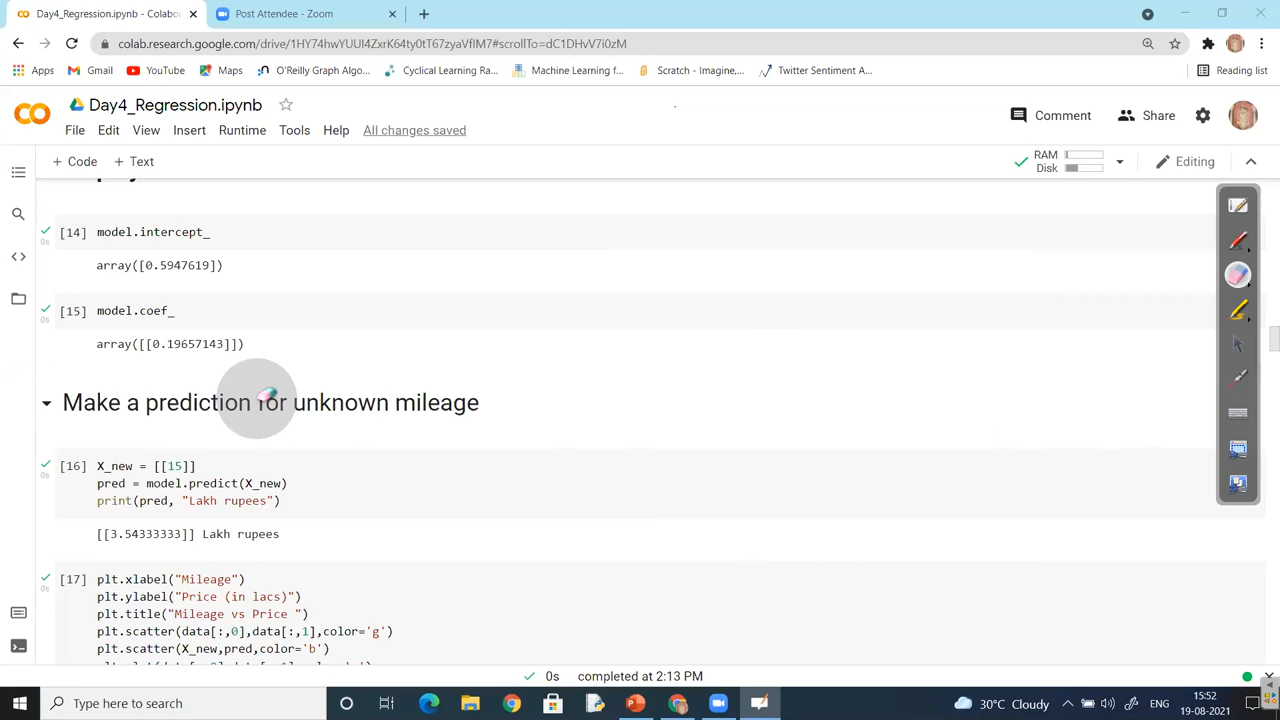 Day4_Regression.ipynb - Colabor
Post Attendee - Zoom
colab.research.google.com/drive/1HY74hwYUUl4ZxrK64ty0tT67zyaVfIM7#scrollTo=dC1DHvV7i0zM
Apps
Gmail
YouTube
Maps
O'Reilly Graph Algo...
Cyclical Learning Ra...
Machine Learning f...
Scratch - Imagine,...
Twitter Sentiment A...
Reading list
Day4_Regression.ipynb
Comment
Share
File Edit View Insert Runtime Tools Help All changes saved
+ Code + Text
RAM
Disk
Editing
[14] model.intercept_
0s
array([0.5947619])
[15] model.coef_
0s
array([[0.19657143]])
Make a prediction for unknown mileage
[16] X_new = [[15]]
0s
pred = model.predict(X_new)
print(pred, "Lakh rupees")
[[3.54333333]] Lakh rupees
[17] plt.xlabel("Mileage")
0s
plt.ylabel("Price (in lacs)")
plt.title("Mileage vs Price ")
plt.scatter(data[:,0],data[:,1],color='g')
plt.scatter(X_new,pred,color='b')
0s completed at 2:13 PM
Type here to search
30°C Cloudy
ENG
15:52
19-08-2021